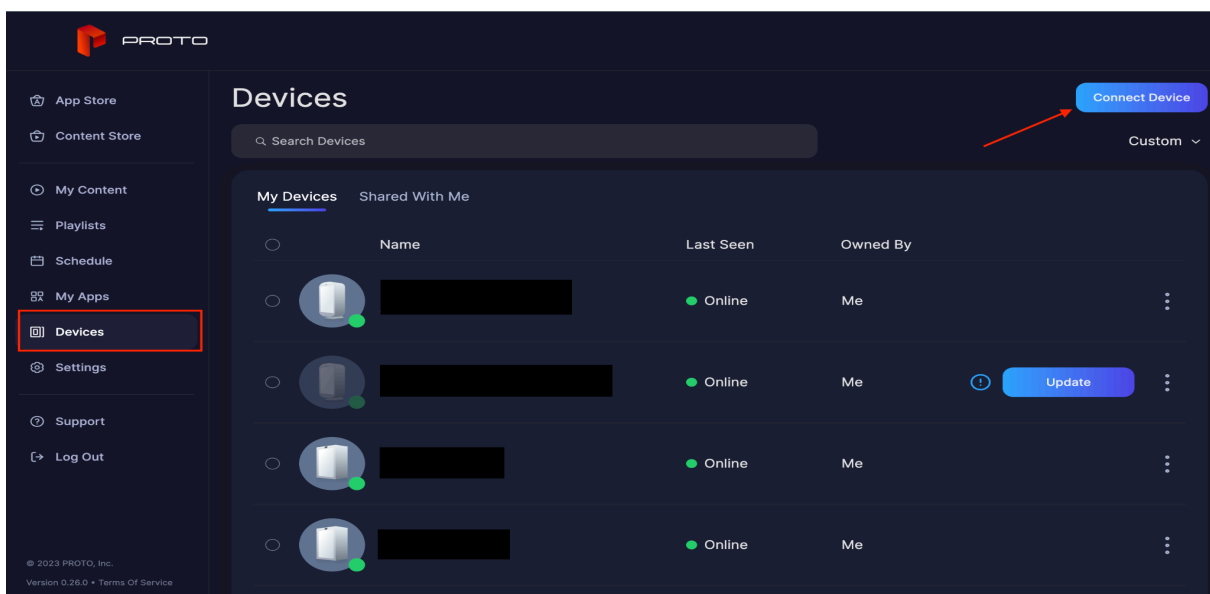 PROTO
App Store
Content Store
My Content
Playlists
Schedule
My Apps
Devices
Settings
Support
Log Out
© 2023 PROTO, Inc.
Version 0.26.0 • Terms Of Service
Devices
Connect Device
Search Devices
Custom
My Devices Shared With Me
Name Last Seen Owned By
Online Me
Online Me Update
Online Me
Online Me